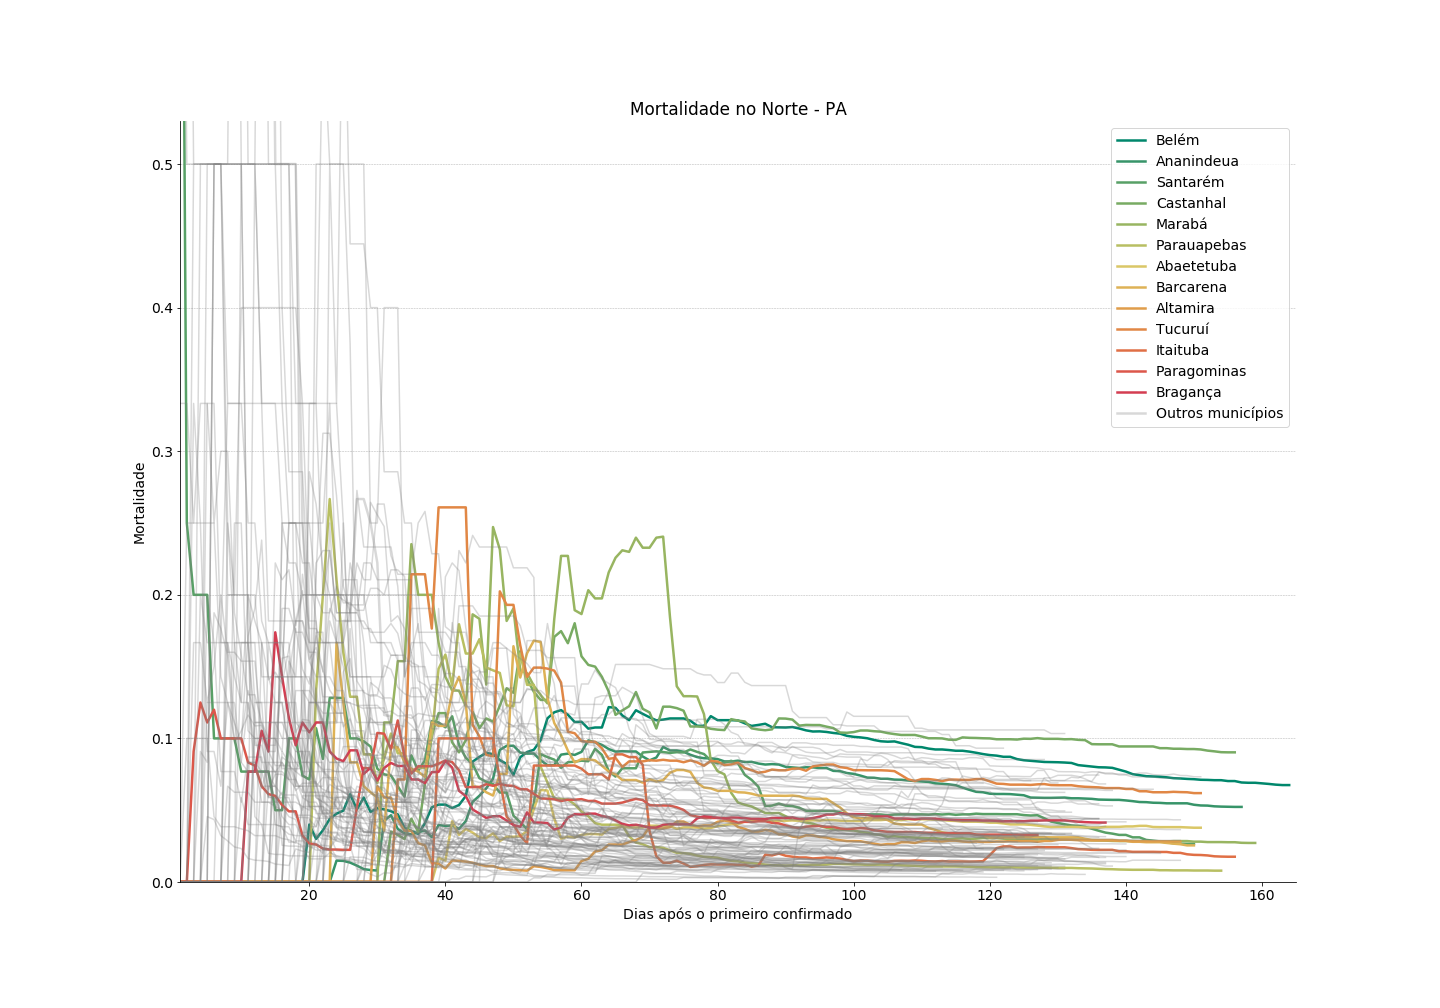 Mortalidade no Norte - PA
Belém
Ananindeua
Santarém
Castanhal
Marabá
Parauapebas
Abaetetuba
Barcarena
Altamira
Tucuruí
Itaituba
Paragominas
Bragança
Outros municípios
Mortalidade
0.5
0.4
0.3
0.2
0.1
0.0
20 40 60 80 100 120 140 160
Dias após o primeiro confirmado